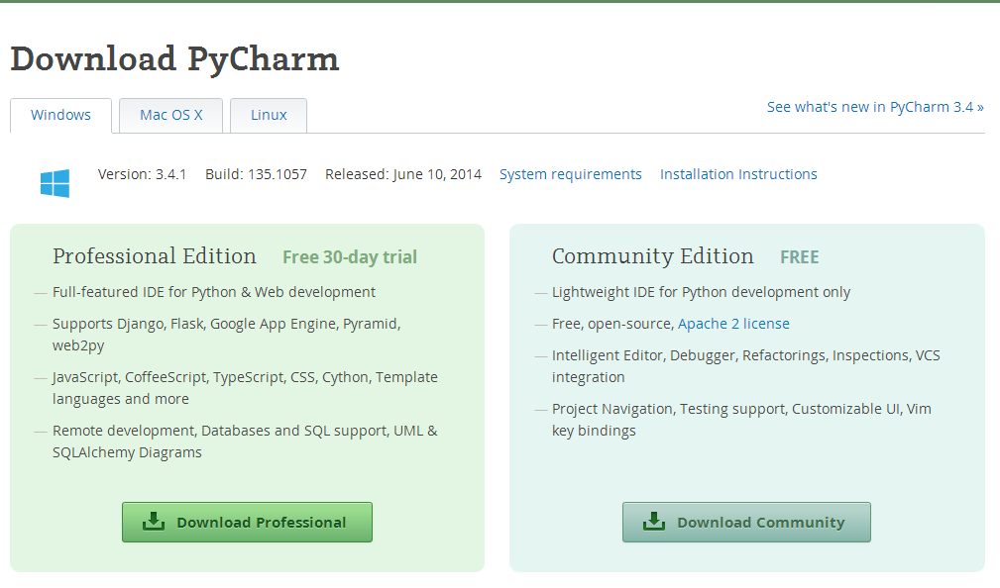 Download PyCharm
Windows
Mac OS X
Linux
See what's new in PyCharm 3.4 »
Version: 3.4.1 Build: 135.1057 Released: June 10, 2014 System requirements Installation Instructions
Professional Edition Free 30-day trial
— Full-featured IDE for Python & Web development
— Supports Django, Flask, Google App Engine, Pyramid,
web2py
— JavaScript, CoffeeScript, TypeScript, CSS, Cython, Template
languages and more
— Remote development, Databases and SQL support, UML &
SQLAlchemy Diagrams
Download Professional
Community Edition FREE
— Lightweight IDE for Python development only
— Free, open-source, Apache 2 license
— Intelligent Editor, Debugger, Refactorings, Inspections, VCS
integration
— Project Navigation, Testing support, Customizable UI, Vim
key bindings
Download Community